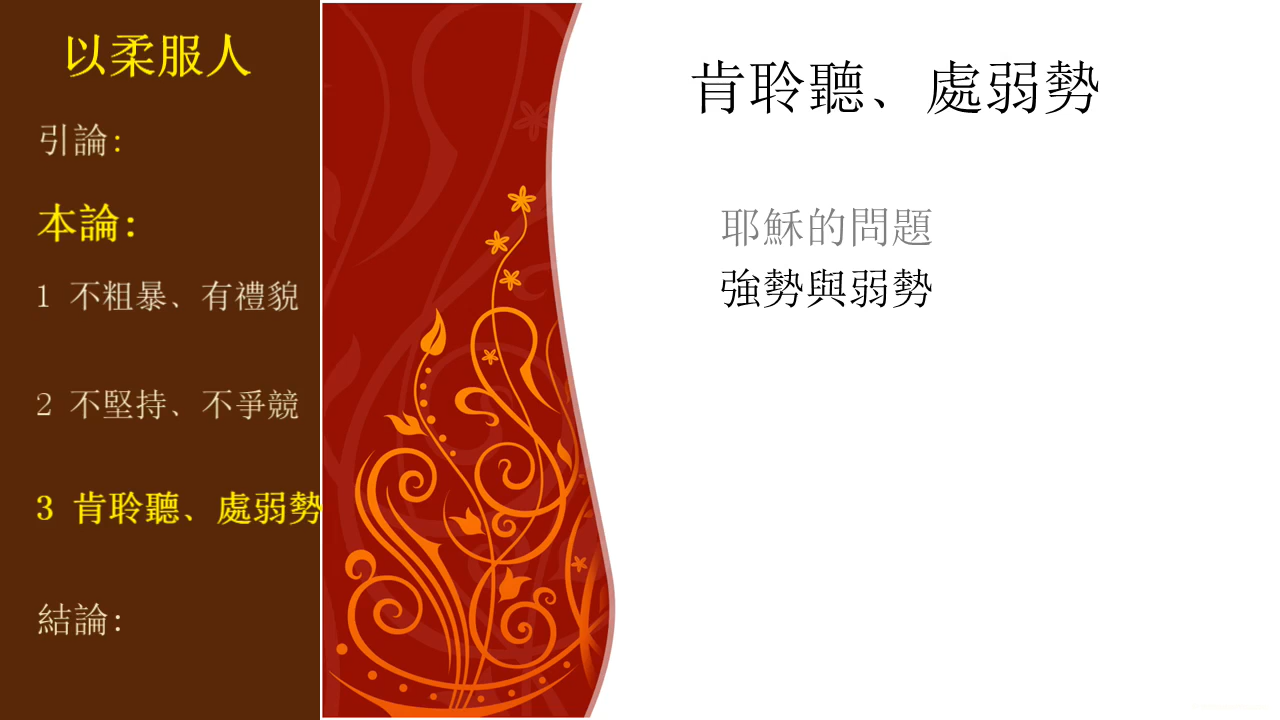 以柔服人
引論:
本論:
1 不粗暴、有禮貌
2 不堅持、不爭競
3 肯聆聽、處弱勢
結論:
肯聆聽、處弱勢
耶穌的問題
強勢與弱勢